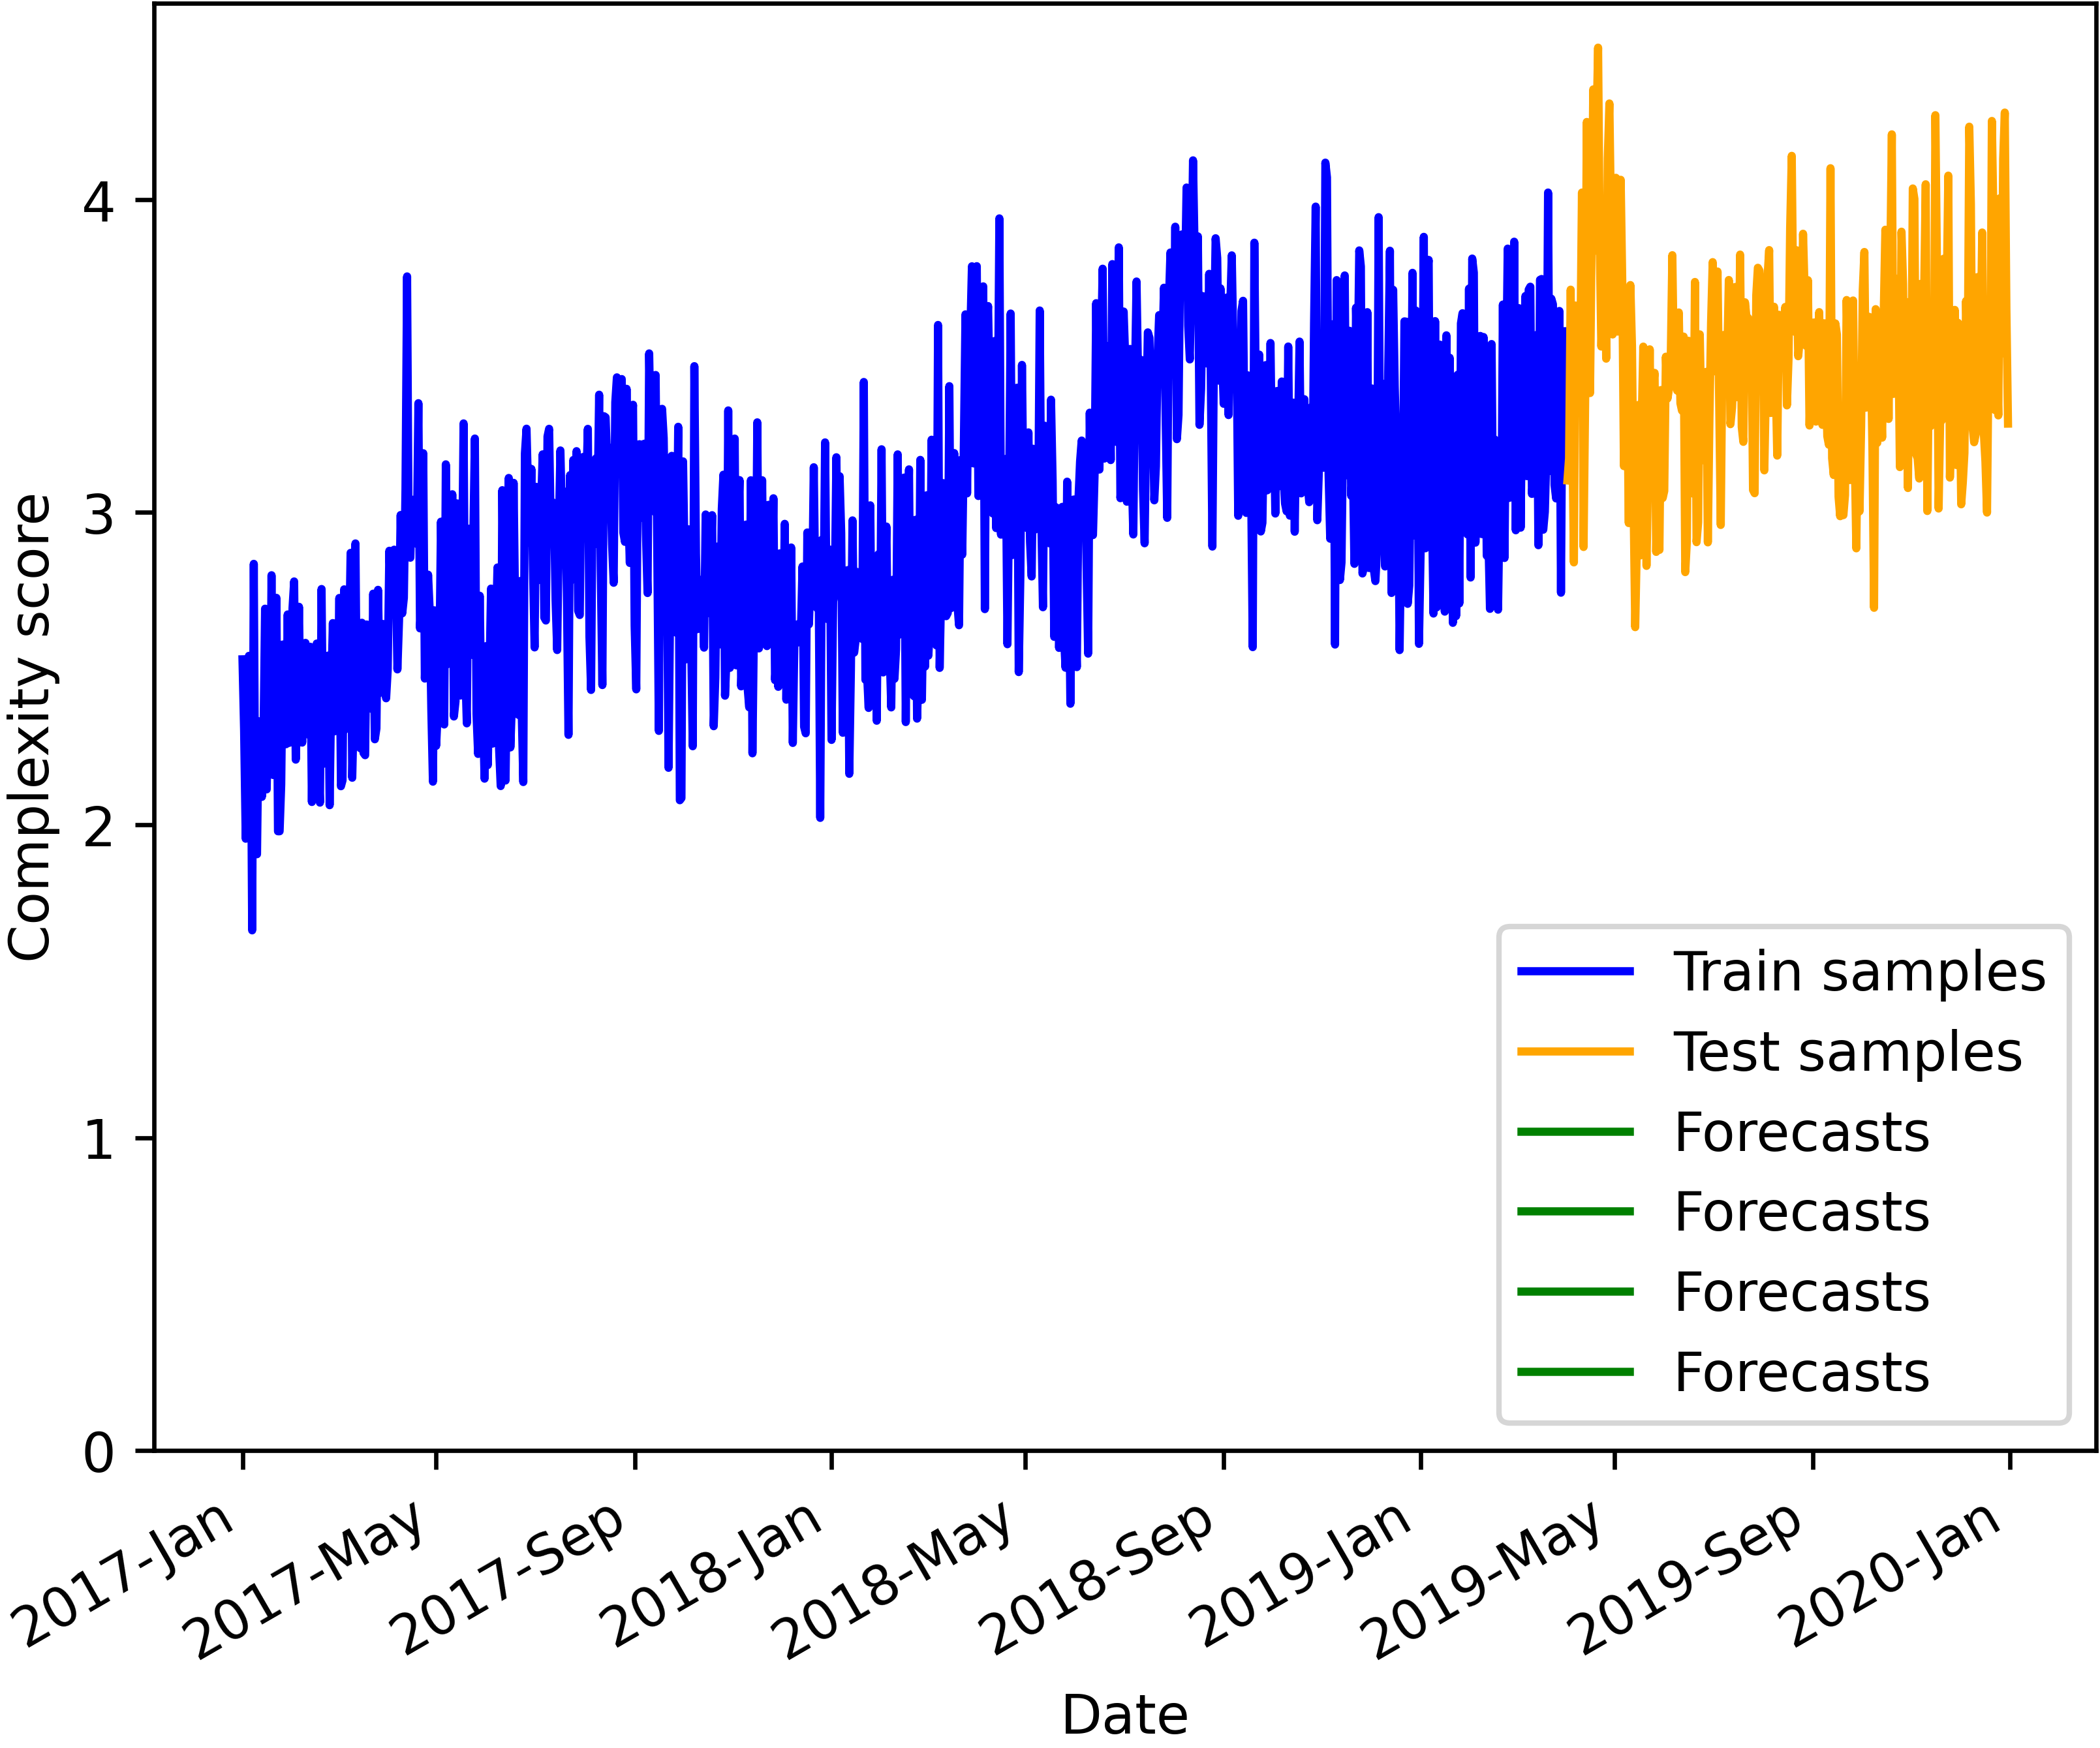 Complexity score
4
3
2
1
0
Train samples
Test samples
Forecasts
Forecasts
Forecasts
Forecasts
2017-Jan
2017-May
2017-Sep
2018-Jan
2018-May
2018-Sep
2019-Jan
2019-May
2019-Sep
2020-Jan
Date